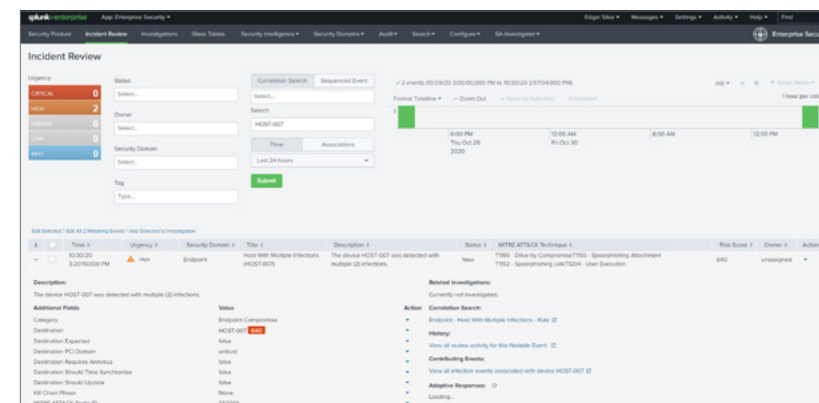 splunk>enterprise App: Enterprise Security Edgar Silva Messages Settings Activity Help Find
Security Posture Incident Review Investigations Glass Tables Security Intelligence Security Domains Audit Search Configure SA-Investigator Enterprise Secu
Incident Review
Urgency
CRITICAL 0
HIGH 2
MEDIUM 0
LOW 0
INFO 0
Status
Select...
Owner
Select...
Security Domain
Select...
Tag
Type...
Correlation Search Sequenced Event
Select...
Search
HOST-007
Time Associations
Last 24 hours
Submit
2 events (10/29/20 3:00:00.000 PM to 10/30/20 3:57:04.000 PM)
Job Smart Mode
Format Timeline – Zoom Out + Zoom to Selection × Deselect 1 hour per colu
6:00 PM 12:00 AM 6:00 AM 12:00 PM
Thu Oct 29 Fri Oct 30
2020
Edit Selected | Edit All 2 Matching Events | Add Selected to Investigation
i Time Urgency Security Domain Title Description Status MITRE ATT&CK Technique Risk Score Owner Action
10/30/20 3:20:19.000 PM High Endpoint Host With Multiple Infections (HOST-007) The device HOST-007 was detected with multiple (2) infections. New T1189 - Drive-by CompromiseT1193 - Spearphishing Attachment T1192 - Spearphishing LinkT1204 - User Execution 640 unassigned
Description:
The device HOST-007 was detected with multiple (2) infections.
Additional Fields Value Action
Category Endpoint Compromise
Destination HOST-007 640
Destination Expected false
Destination PCI Domain untrust
Destination Requires Antivirus false
Destination Should Time Synchronize false
Destination Should Update false
Kill Chain Phase None
Related Investigations:
Currently not investigated.
Correlation Search:
Endpoint - Host With Multiple Infections - Rule
History:
View all review activity for this Notable Event
Contributing Events:
View all infection events associated with device HOST-007
Adaptive Responses:
Loading...